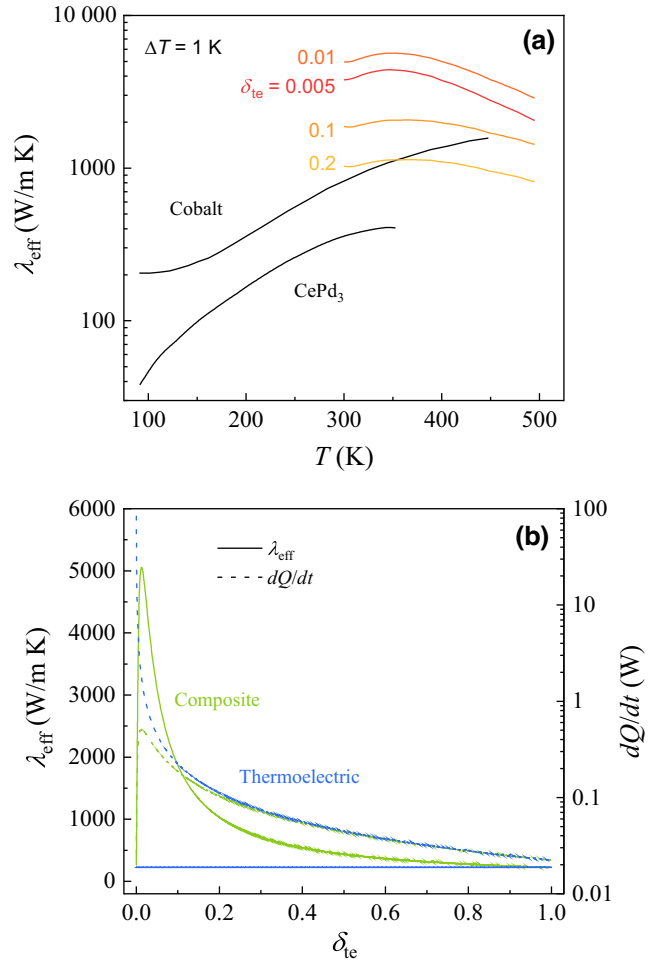 10 000
ΔT = 1 K
(a)
0.01
δte = 0.005
0.1
1000
0.2
Cobalt
λeff (W/m K)
CePd3
100
100 200 300 400 500
T (K)
6000 100
(b)
λeff
5000 dQ/dt
10
4000
λeff (W/m K)
3000 Composite 1
dQ/dt (W)
2000 Thermoelectric
0.1
1000
0 0.01
0.0 0.2 0.4 0.6 0.8 1.0
δte